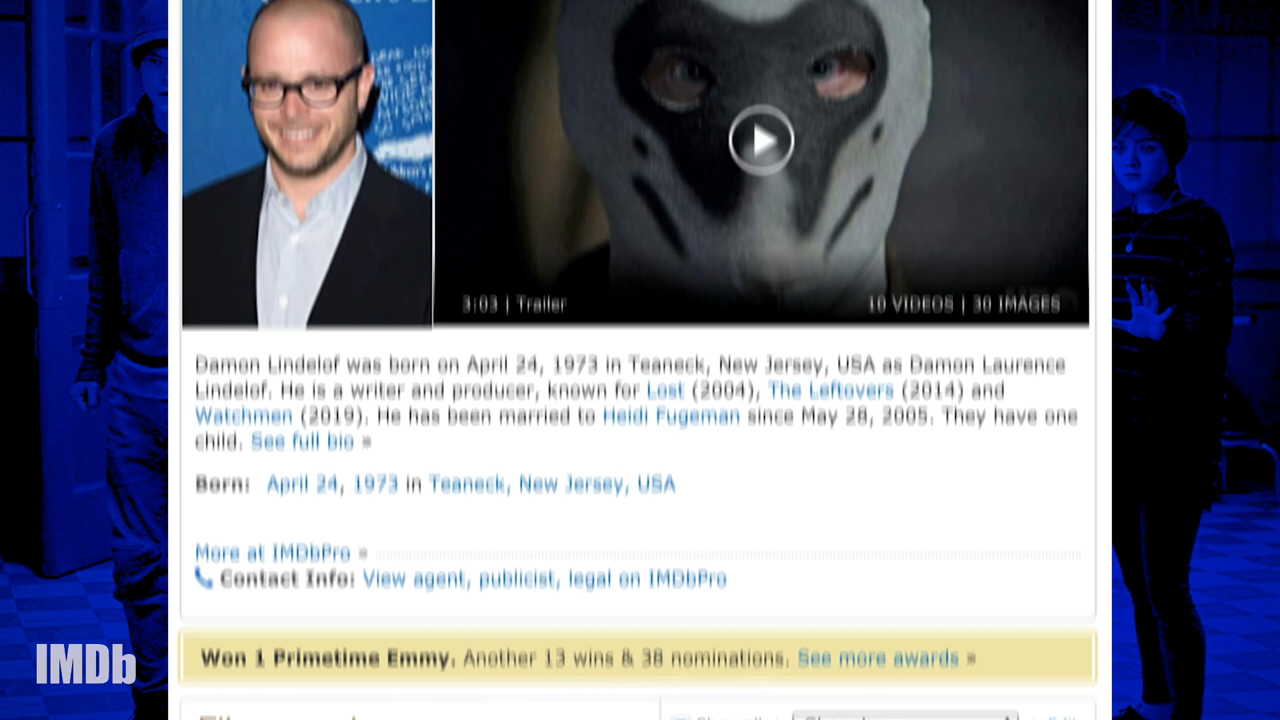 3:03 | Trailer
10 VIDEOS | 30 IMAGES
Damon Lindelof was born on April 24, 1973 in Teaneck, New Jersey, USA as Damon Laurence
Lindelof. He is a writer and producer, known for Lost (2004), The Leftovers (2014) and
Watchmen (2019). He has been married to Heidi Fugeman since May 28, 2005. They have one
child. See full bio »
Born: April 24, 1973 in Teaneck, New Jersey, USA
More at IMDbPro »
Contact Info: View agent, publicist, legal on IMDbPro
IMDb
Won 1 Primetime Emmy. Another 13 wins & 38 nominations. See more awards »